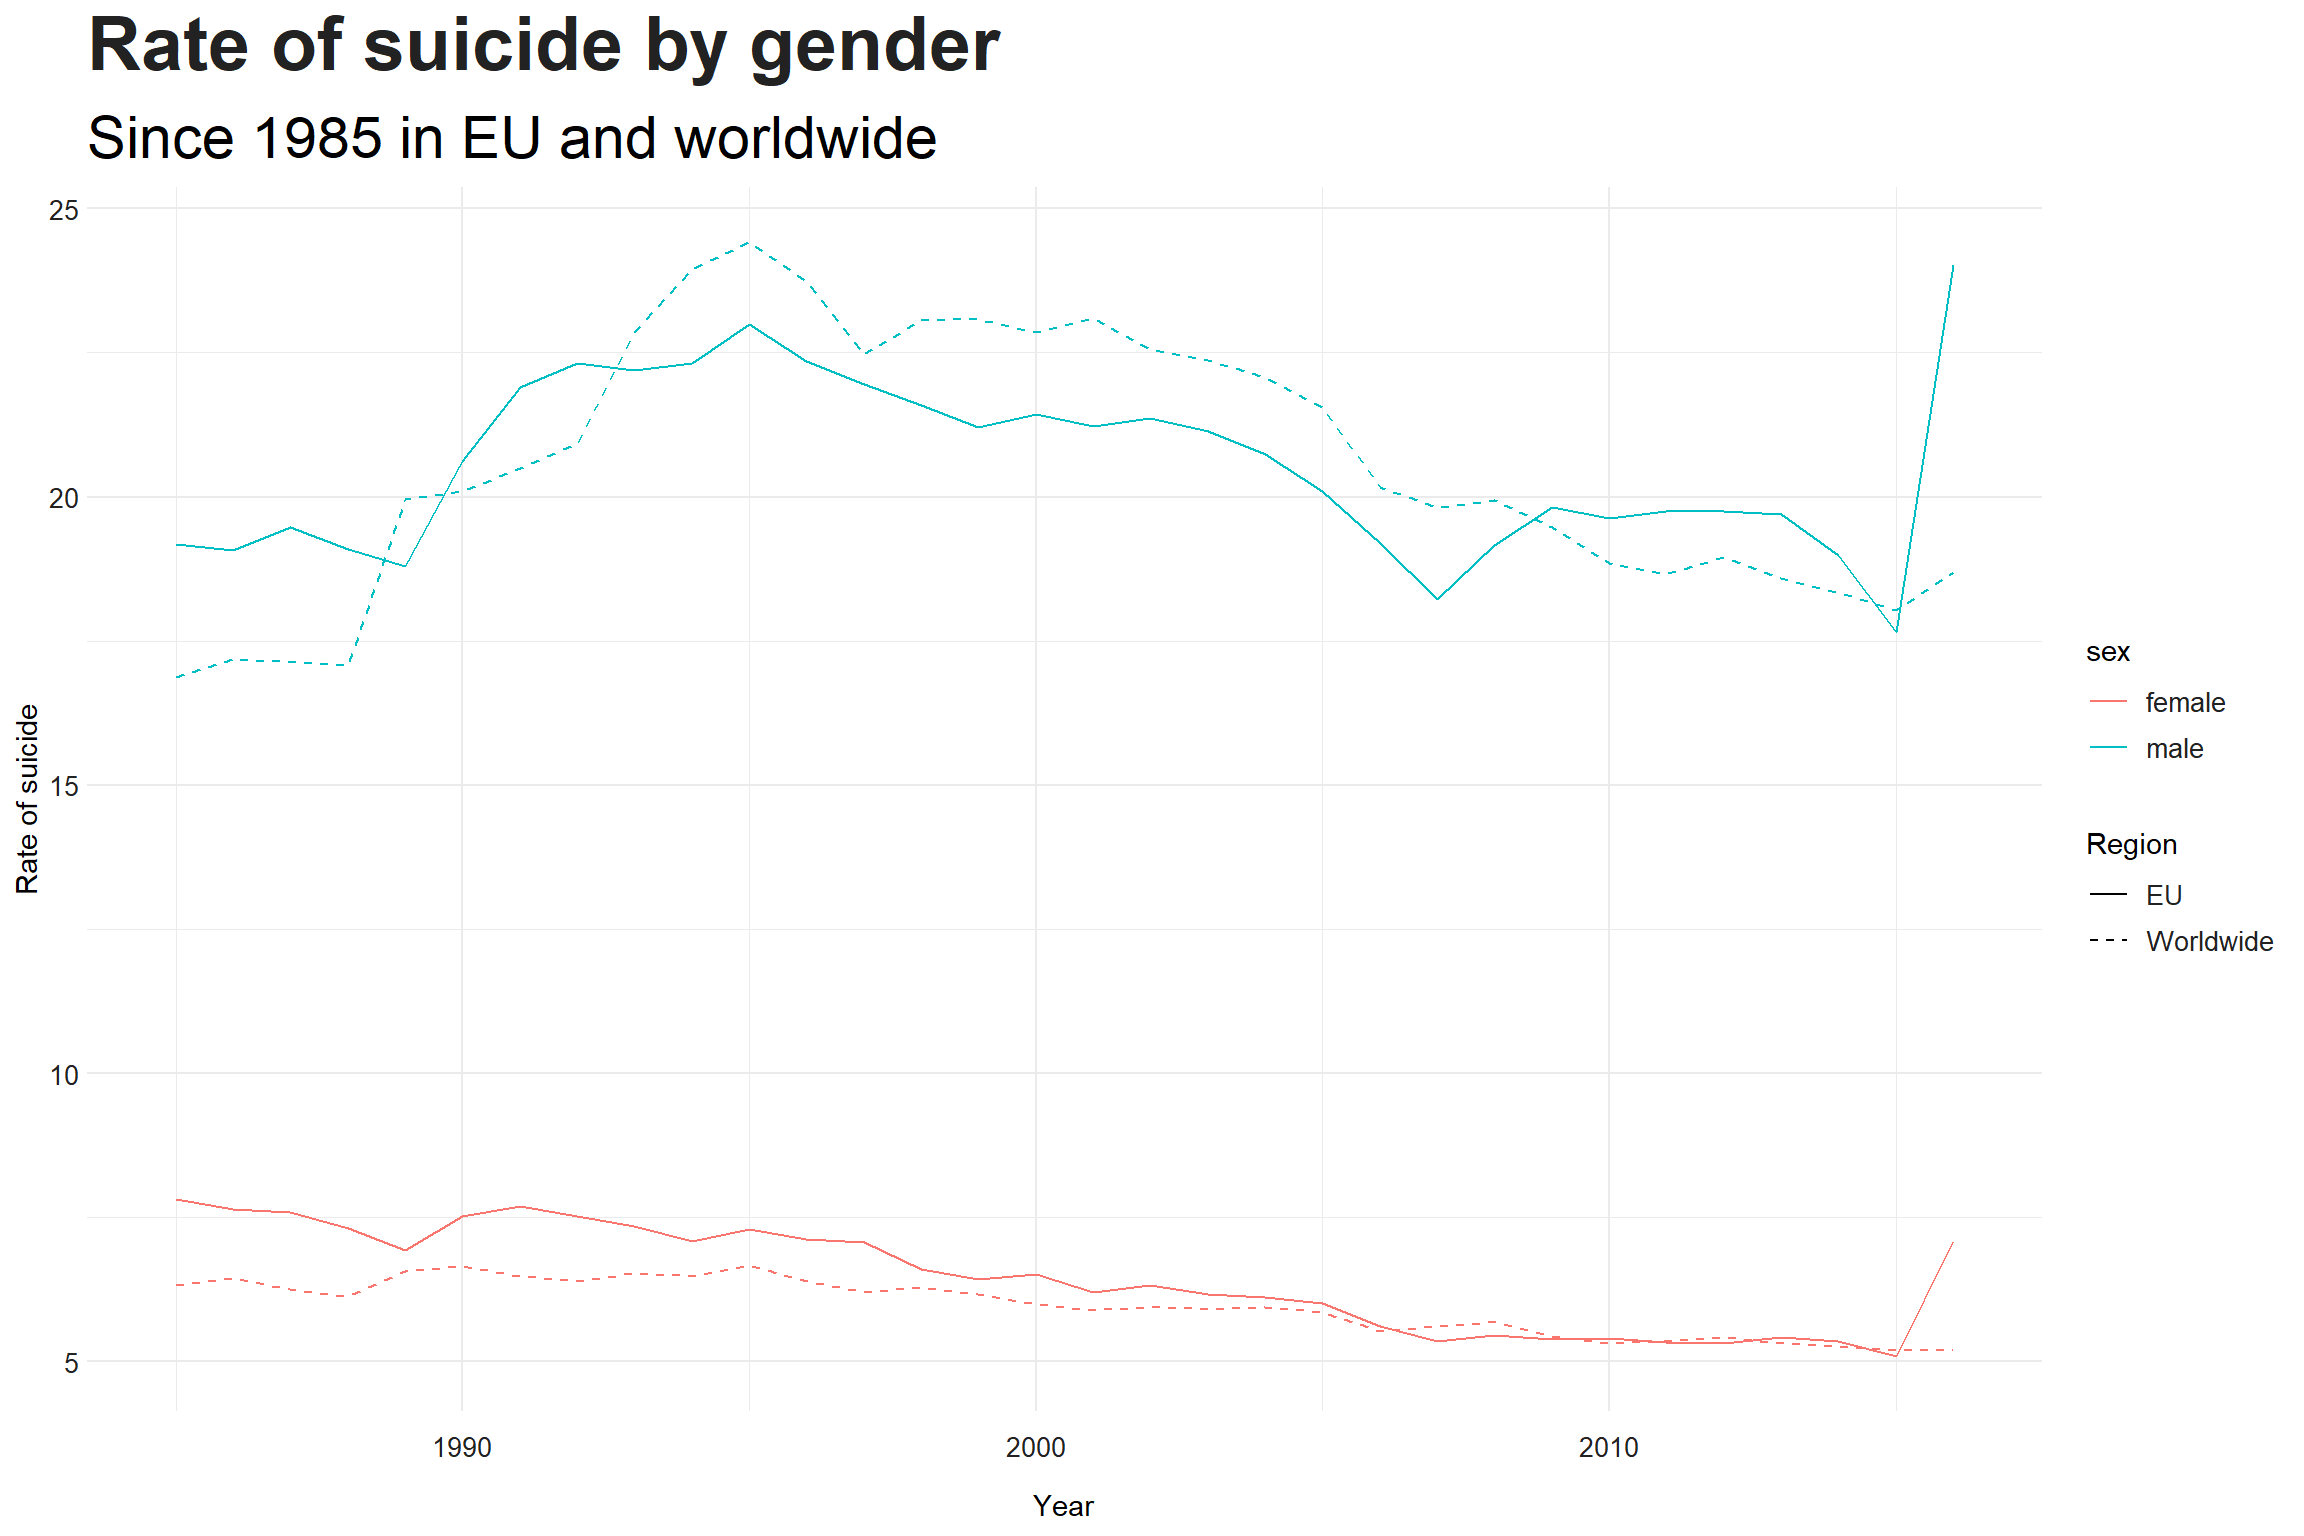 Rate of suicide by gender
Since 1985 in EU and worldwide
25
20
15
10
5
Rate of suicide
1990
2000
2010
Year
sex
female
male
Region
EU
Worldwide